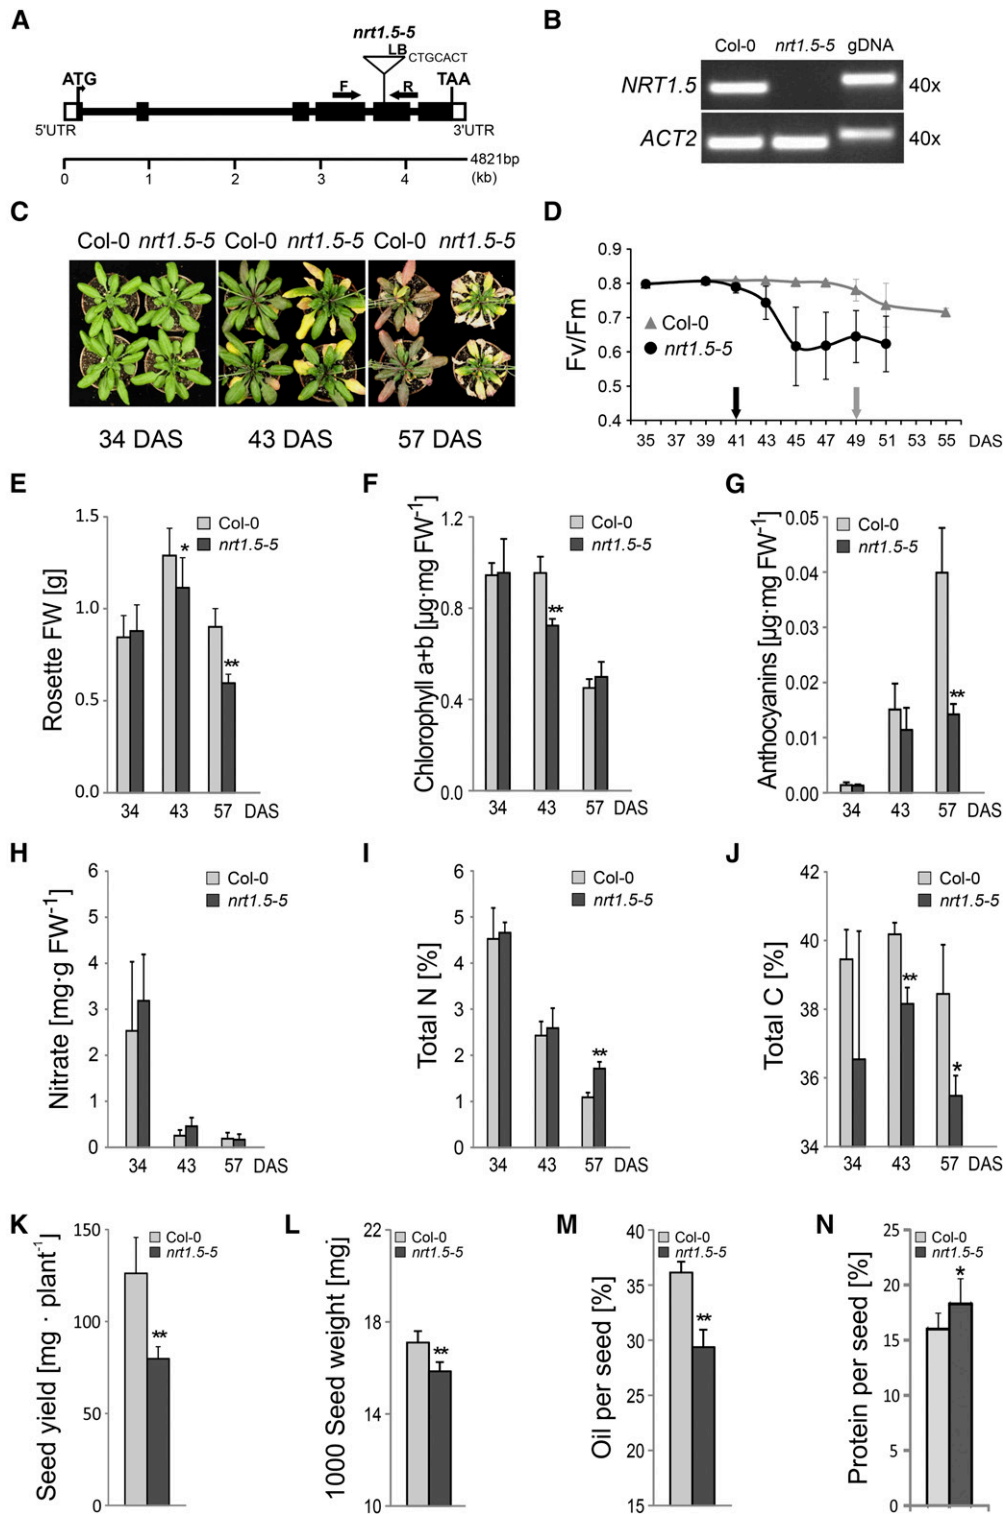 A
nrt1.5-5
LB
CTGCACT
ATG
F
R
TAA
5'UTR
3'UTR
4821bp
0 1 2 3 4 (kb)
B
Col-0 nrt1.5-5 gDNA
NRT1.5 40x
ACT2 40x
C
Col-0 nrt1.5-5 Col-0 nrt1.5-5 Col-0 nrt1.5-5
34 DAS 43 DAS 57 DAS
D
Fv/Fm
0.9
0.8
0.7
0.6
0.5
0.4
Col-0
nrt1.5-5
35 37 39 41 43 45 47 49 51 53 55 DAS
E
Rosette FW [g]
1.5
1.0
0.5
0.0
Col-0
nrt1.5-5
*
**
34 43 57 DAS
F
Chlorophyll a+b [µg·mg FW⁻¹]
1.2
0.8
0.4
0.0
Col-0
nrt1.5-5
**
34 43 57 DAS
G
Anthocyanins [µg·mg FW⁻¹]
0.05
0.04
0.03
0.02
0.01
0.00
Col-0
nrt1.5-5
**
34 43 57 DAS
H
Nitrate [mg·g FW⁻¹]
6
5
4
3
2
1
0
Col-0
nrt1.5-5
34 43 57 DAS
I
Total N [%]
6
5
4
3
2
1
0
Col-0
nrt1.5-5
**
34 43 57 DAS
J
Total C [%]
42
40
38
36
34
Col-0
nrt1.5-5
**
*
34 43 57 DAS
K
Seed yield [mg · plant⁻¹]
150
100
50
0
Col-0
nrt1.5-5
**
L
1000 Seed weight [mg]
22
18
14
10
Col-0
nrt1.5-5
**
M
Oil per seed [%]
40
35
30
25
20
15
Col-0
nrt1.5-5
**
N
Protein per seed [%]
25
20
15
10
5
0
Col-0
nrt1.5-5
*